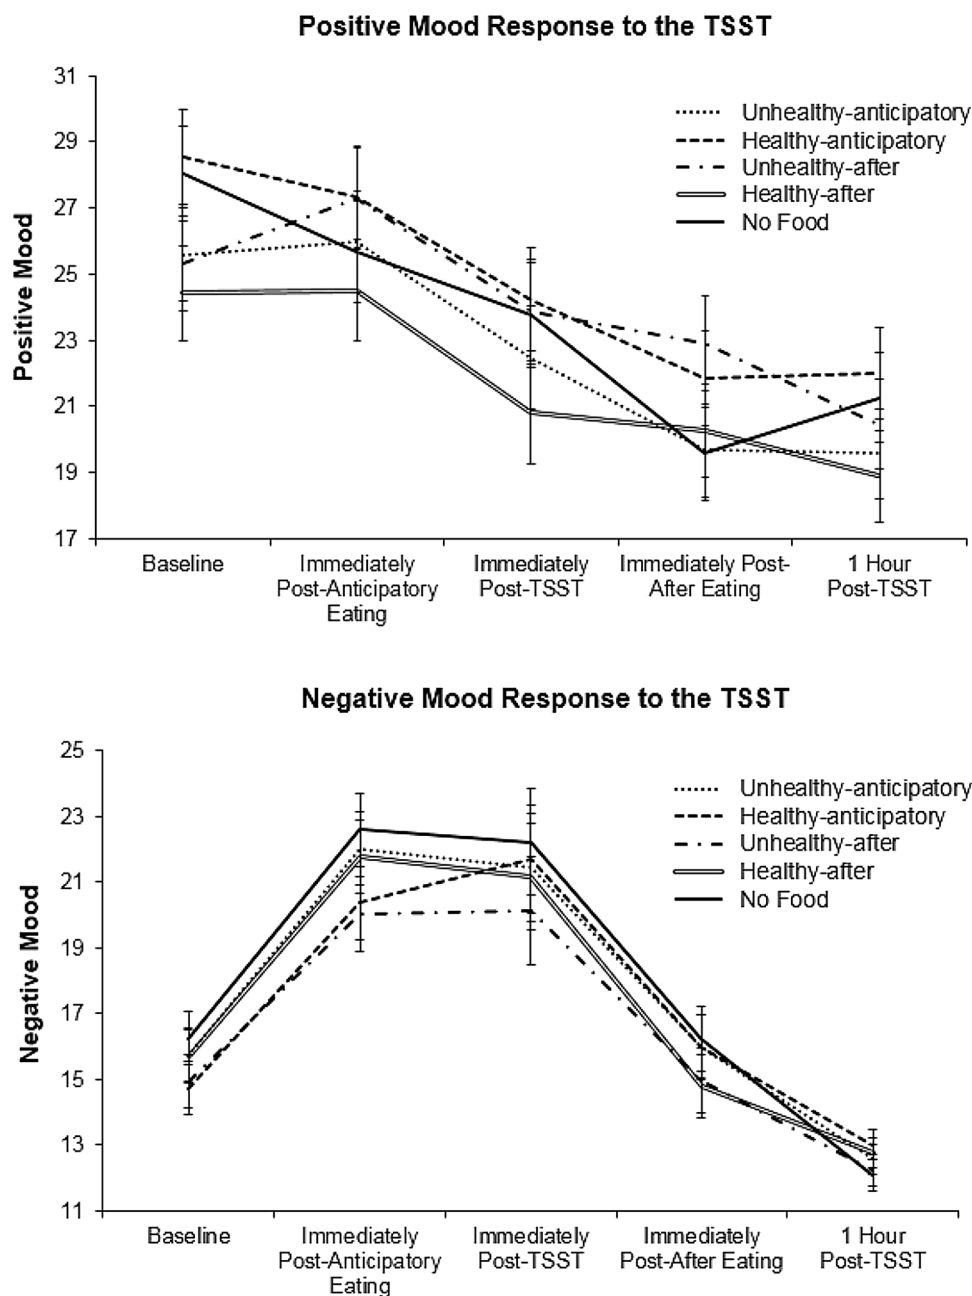 Positive Mood Response to the TSST
31
29
27
25
23
21
19
17
Positive Mood
Unhealthy-anticipatory
Healthy-anticipatory
Unhealthy-after
Healthy-after
No Food
Baseline
Immediately
Post-Anticipatory
Eating
Immediately
Post-TSST
Immediately Post-
After Eating
1 Hour
Post-TSST
Negative Mood Response to the TSST
25
23
21
19
17
15
13
11
Negative Mood
Unhealthy-anticipatory
Healthy-anticipatory
Unhealthy-after
Healthy-after
No Food
Baseline
Immediately
Post-Anticipatory
Eating
Immediately
Post-TSST
Immediately
Post-After Eating
1 Hour
Post-TSST